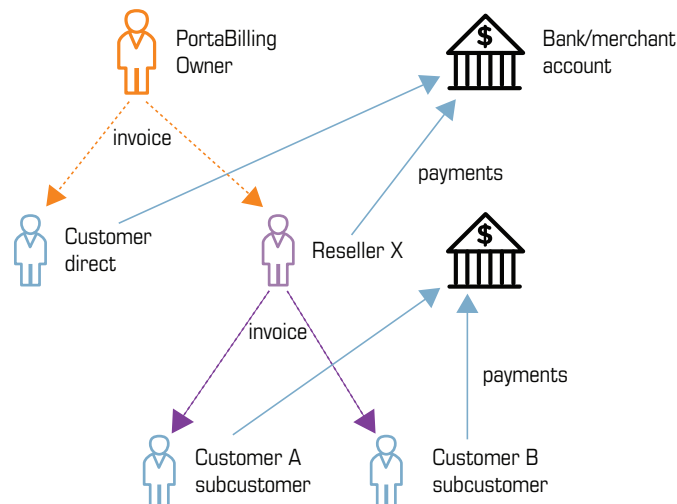 PortaBilling
Owner
$
Bank/merchant
account
invoice
payments
Customer
direct
Reseller X
$
invoice
payments
Customer A
subcustomer
Customer B
subcustomer